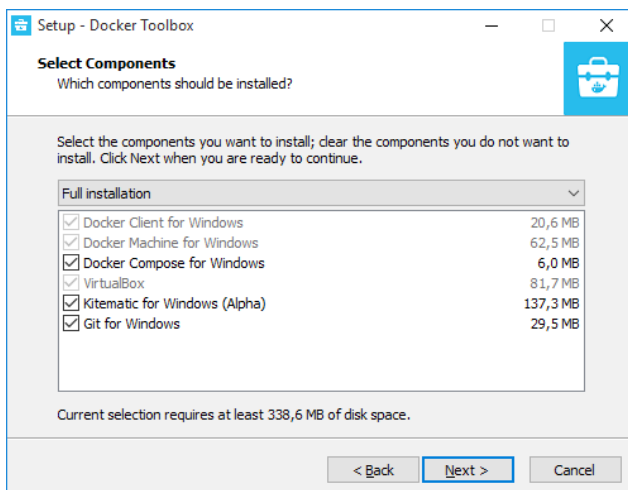 Setup - Docker Toolbox
Select Components
Which components should be installed?
Select the components you want to install; clear the components you do not want to
install. Click Next when you are ready to continue.
Full installation
Docker Client for Windows 20,6 MB
Docker Machine for Windows 62,5 MB
Docker Compose for Windows 6,0 MB
VirtualBox 81,7 MB
Kitematic for Windows (Alpha) 137,3 MB
Git for Windows 29,5 MB
Current selection requires at least 338,6 MB of disk space.
< Back Next > Cancel